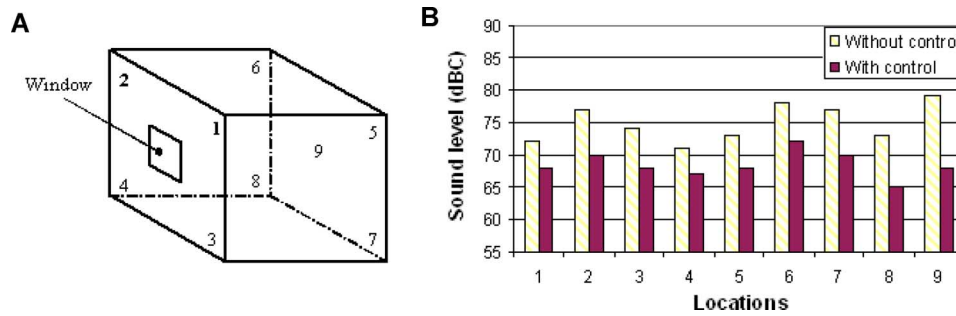 A
Window
2
6
1
5
9
4
8
3
7
B
90
85
80
75
70
65
60
55
Sound level (dBC)
Without contro
With control
1 2 3 4 5 6 7 8 9
Locations